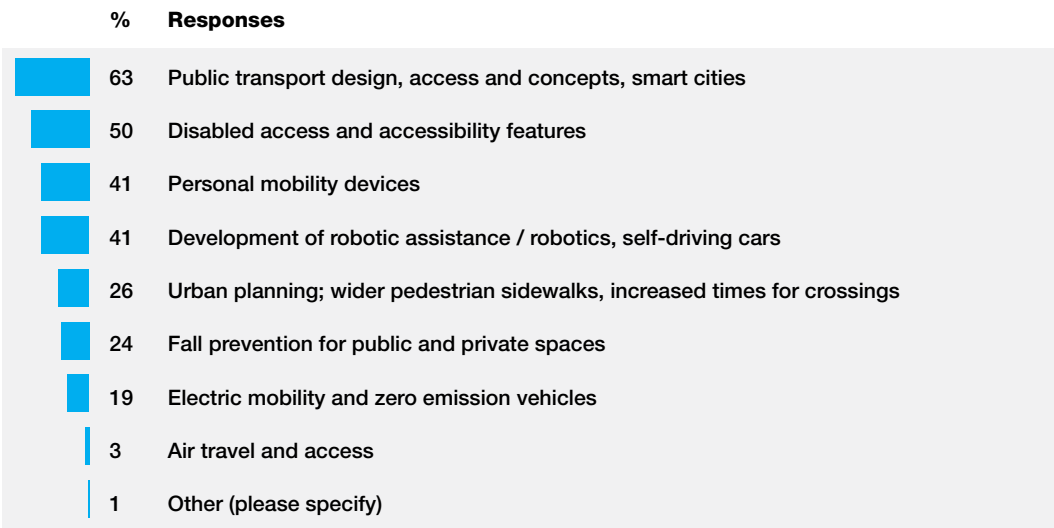 % Responses
63 Public transport design, access and concepts, smart cities
50 Disabled access and accessibility features
41 Personal mobility devices
41 Development of robotic assistance / robotics, self-driving cars
26 Urban planning; wider pedestrian sidewalks, increased times for crossings
24 Fall prevention for public and private spaces
19 Electric mobility and zero emission vehicles
3 Air travel and access
1 Other (please specify)